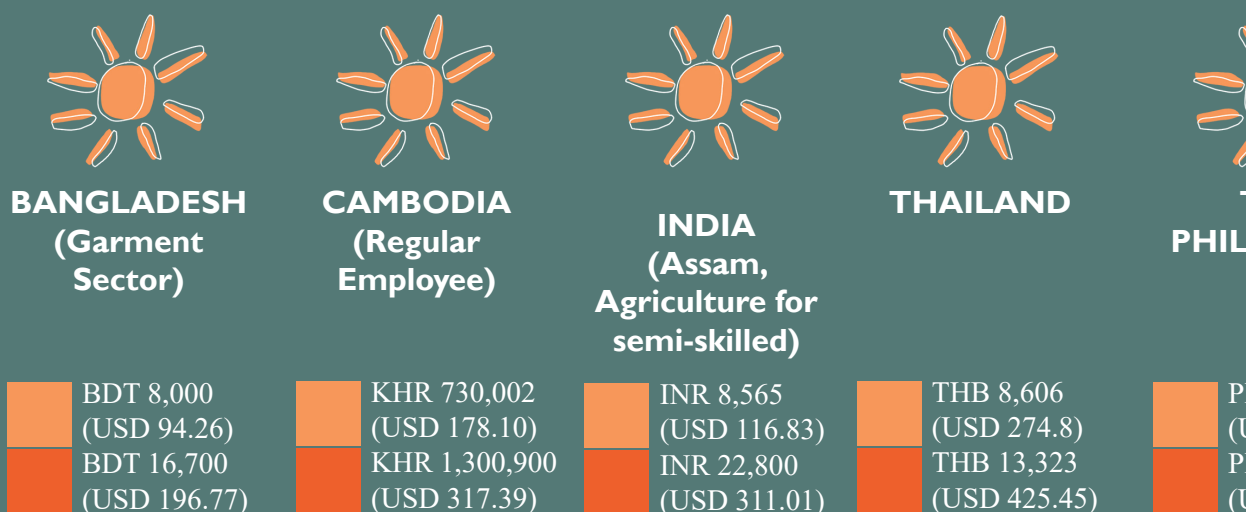 BANGLADESH
(Garment
Sector)
CAMBODIA
(Regular
Employee)
INDIA
(Assam,
Agriculture for
semi-skilled)
THAILAND
BDT 8,000
(USD 94.26)
BDT 16,700
(USD 196.77)
KHR 730,002
(USD 178.10)
KHR 1,300,900
(USD 317.39)
INR 8,565
(USD 116.83)
INR 22,800
(USD 311.01)
THB 8,606
(USD 274.8)
THB 13,323
(USD 425.45)